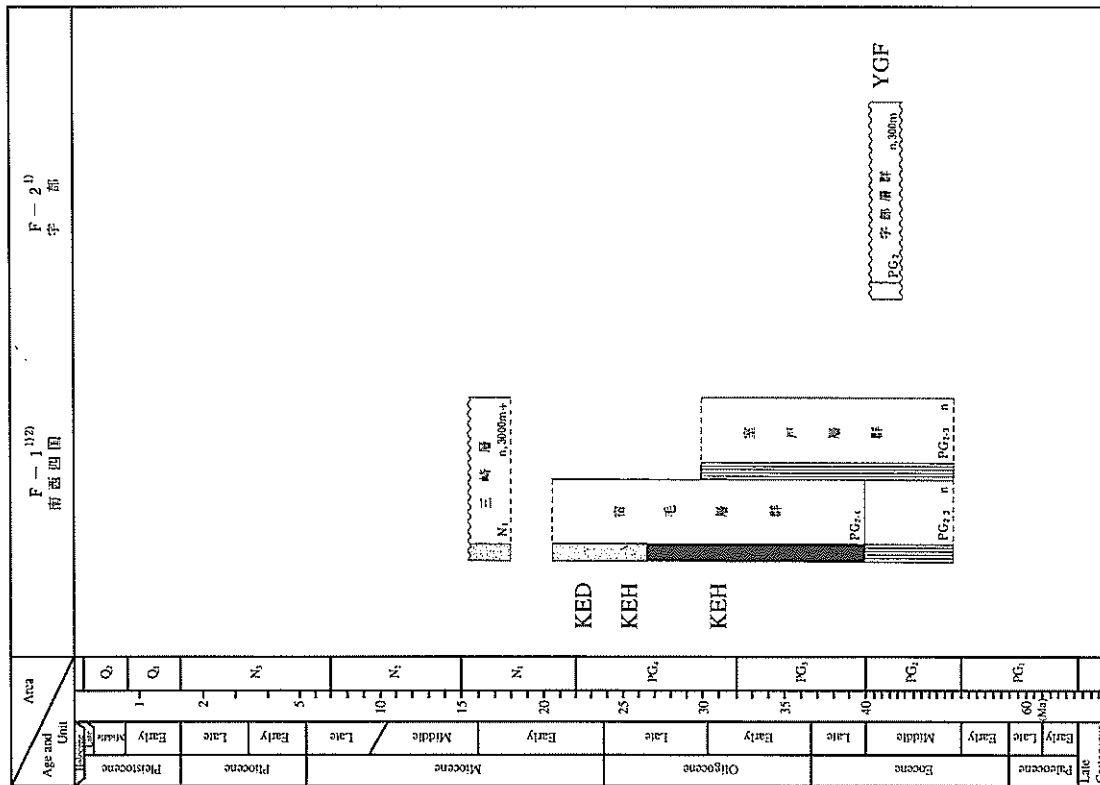 Area
Age and
Unit
F - 1 1)2)
南西四国
F - 2 1)
宇部
Late
Middle
Early
Pleistocene
Q2
Q1
1
Late
Early
Pliocene
N3
2
5
Late
Middle
Early
Miocene
N2
N1
10
15
20
Late
Early
Oligocene
PG4
PG3
25
30
35
Late
Middle
Early
Eocene
PG2
40
Late
Early
Paleocene
PG1
60
(Ma)
Late
KED
KEH
KEH
三崎層
N1 n,3000m+
宿毛層群
PG2-4
PG2-3 n
室戸層群
PG2-3 n
宇部層群
PG2 n,300m
YGF